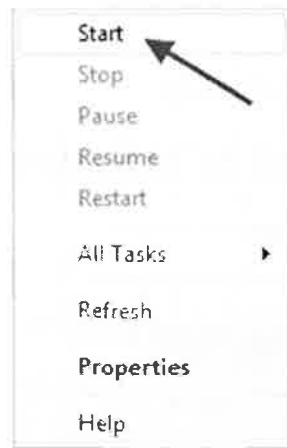 Start
Stop
Pause
Resume
Restart
All Tasks
Refresh
Properties
Help